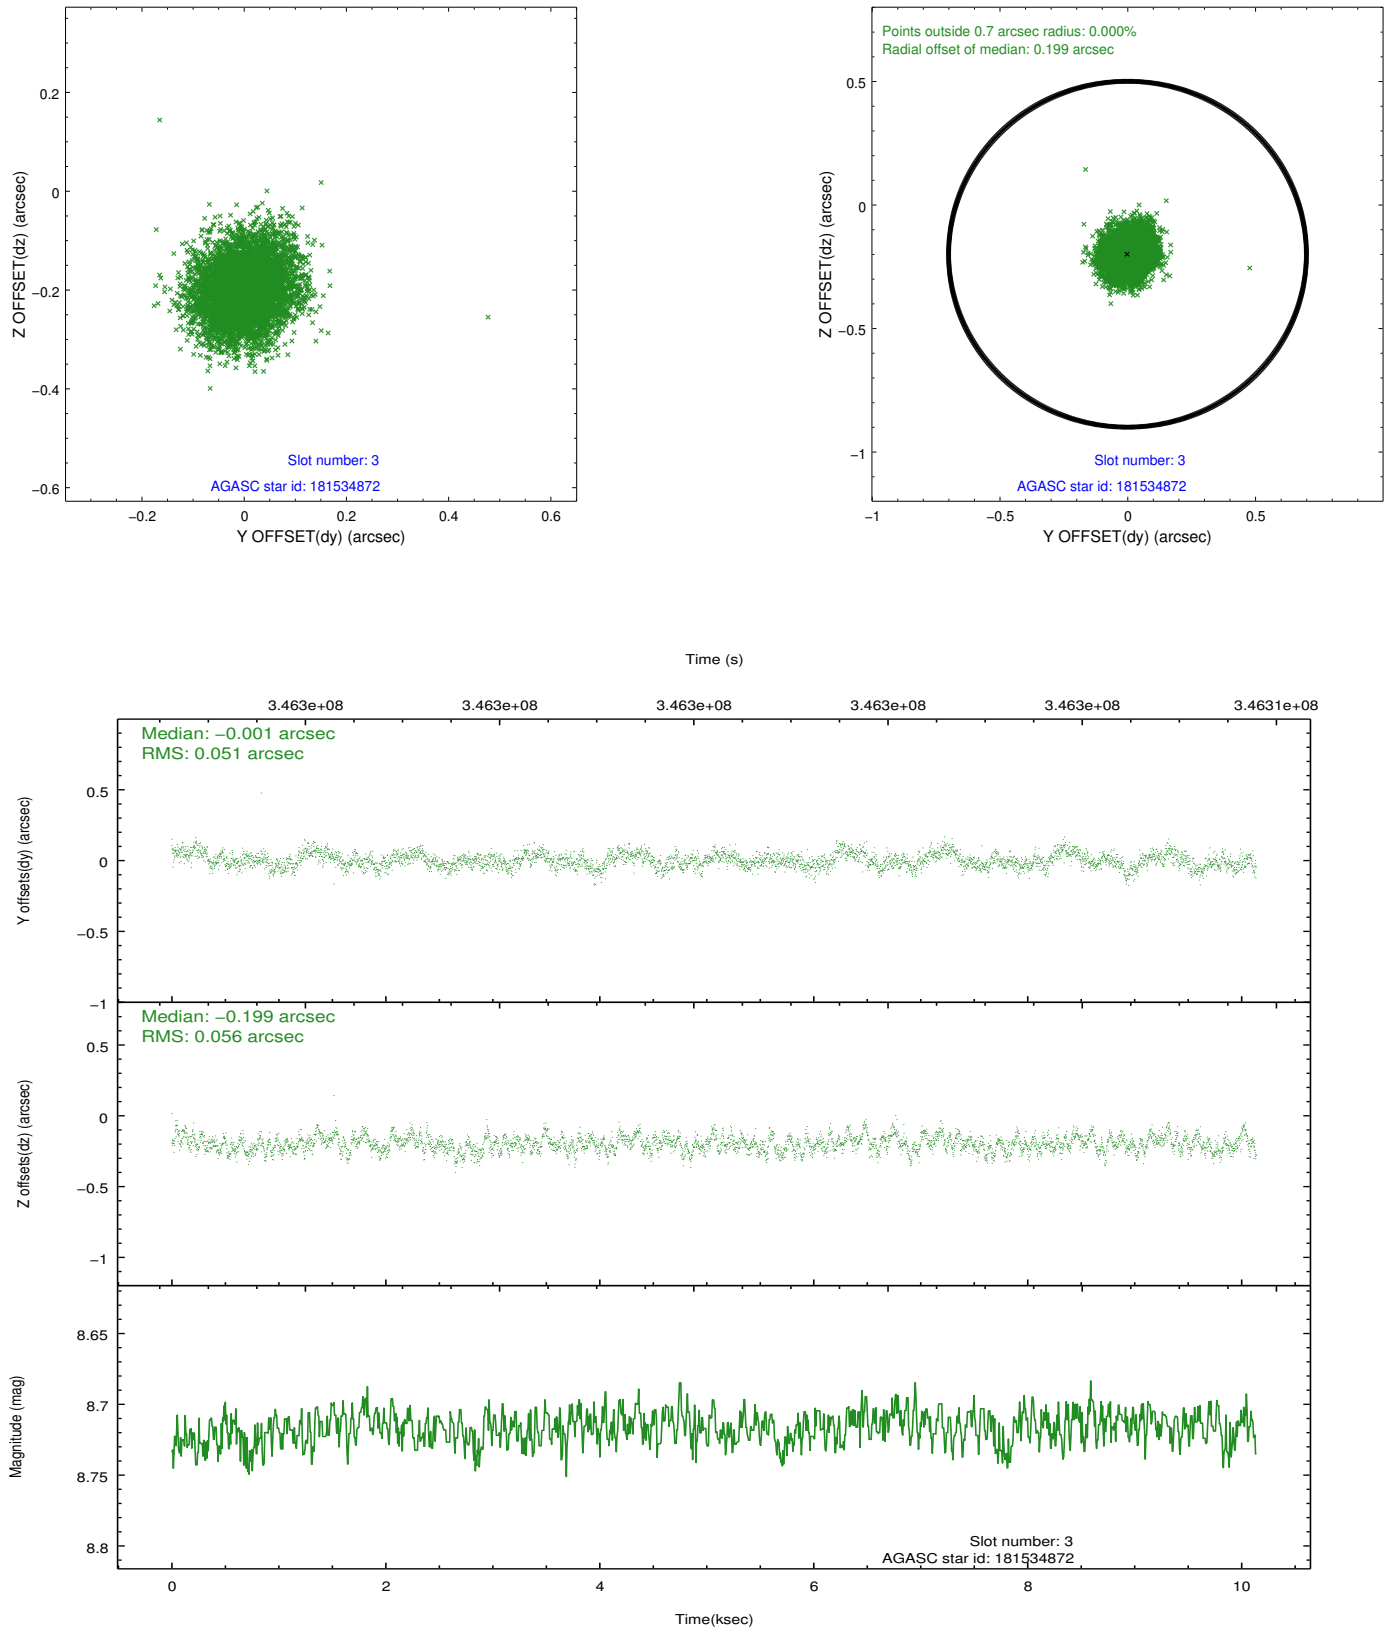 0.2
0
−0.2
−0.4
−0.6
Z OFFSET(dz) (arcsec)
Slot number: 3
AGASC star id: 181534872
−0.2
0
0.2
0.4
0.6
Y OFFSET(dy) (arcsec)
Points outside 0.7 arcsec radius: 0.000%
Radial offset of median: 0.199 arcsec
0.5
0
−0.5
−1
Z OFFSET(dz) (arcsec)
Slot number: 3
AGASC star id: 181534872
−1
−0.5
0
0.5
Y OFFSET(dy) (arcsec)
Time (s)
3.463e+08
3.463e+08
3.463e+08
3.463e+08
3.463e+08
3.4631e+08
Median: −0.001 arcsec
RMS: 0.051 arcsec
0.5
0
−0.5
−1
Y offsets(dy) (arcsec)
Median: −0.199 arcsec
RMS: 0.056 arcsec
0.5
0
−0.5
−1
Z offsets(dz) (arcsec)
8.65
8.7
8.75
8.8
Magnitude (mag)
Slot number: 3
AGASC star id: 181534872
0
2
4
6
8
10
Time(ksec)